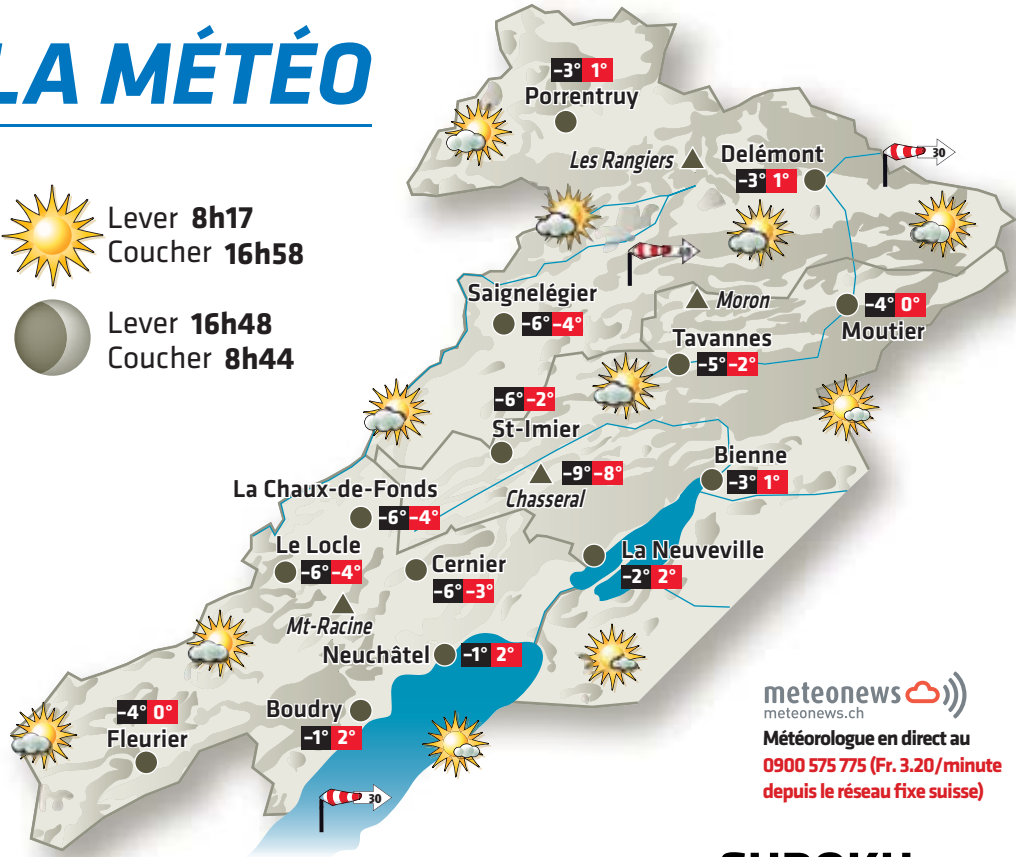 LA MÉTÉO
Lever 8h17
Coucher 16h58
Lever 16h48
Coucher 8h44
-3° 1°
Porrentruy
Les Rangiers
Delémont
-3° 1°
30
Saignelégier
-6° -4°
Moron
-4° 0°
Moutier
Tavannes
-5° -2°
-6° -2°
St-Imier
-9° -8°
Chasseral
Bienne
-3° 1°
La Chaux-de-Fonds
-6° -4°
Le Locle
-6° -4°
Cernier
-6° -3°
La Neuveville
-2° 2°
Mt-Racine
Neuchâtel
-1° 2°
Boudry
-1° 2°
-4° 0°
Fleurier
30
meteonews
meteonews.ch
Météorologue en direct au
0900 575 775 (Fr. 3.20/minute
depuis le réseau fixe suisse)